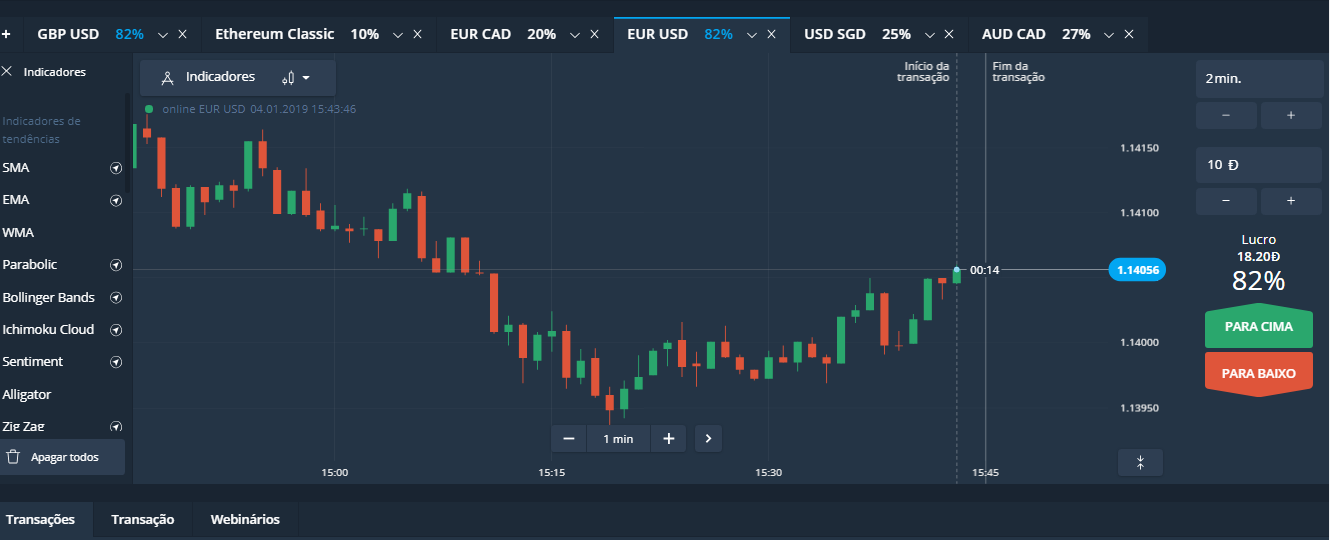 + GBP USD 82% Ethereum Classic 10% EUR CAD 20% EUR USD 82% USD SGD 25% AUD CAD 27%
Indicadores
Indicadores de
tendências
SMA
EMA
WMA
Parabolic
Bollinger Bands
Ichimoku Cloud
Sentiment
Alligator
Zig Zag
Apagar todos
Indicadores
online EUR USD 04.01.2019 15:43:46
Início da
transação
Fim da
transação
1.14150
1.14100
1.14056
1.14000
1.13950
00:14
− 1 min + >
15:00 15:15 15:30 15:45
2min.
− +
10 Đ
− +
Lucro
18.20Đ
82%
PARA CIMA
PARA BAIXO
Transações Transação Webinários